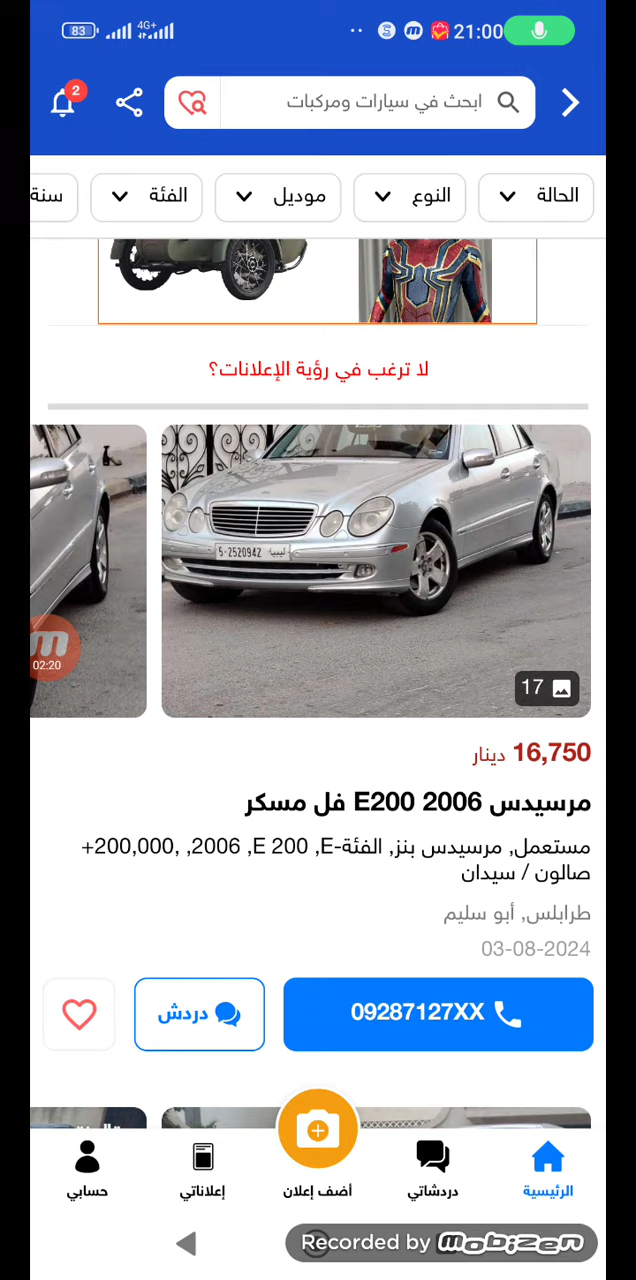 83 4G+ 21:00
2
ابحث في سيارات ومركبات
الحالة النوع موديل الفئة سنة
لا ترغب في رؤية الإعلانات؟
5-2520942 ليبيا
02:20
17
16,750 دينار
مرسيدس E200 2006 فل مسكر
مستعمل, مرسيدس بنز, الفئة-E, E 200, 2006, 200,000+,
صالون / سيدان
طرابلس, أبو سليم
03-08-2024
09287127XX
دردش
الرئيسية دردشاتي أضف إعلان إعلاناتي حسابي
Recorded by mobizen